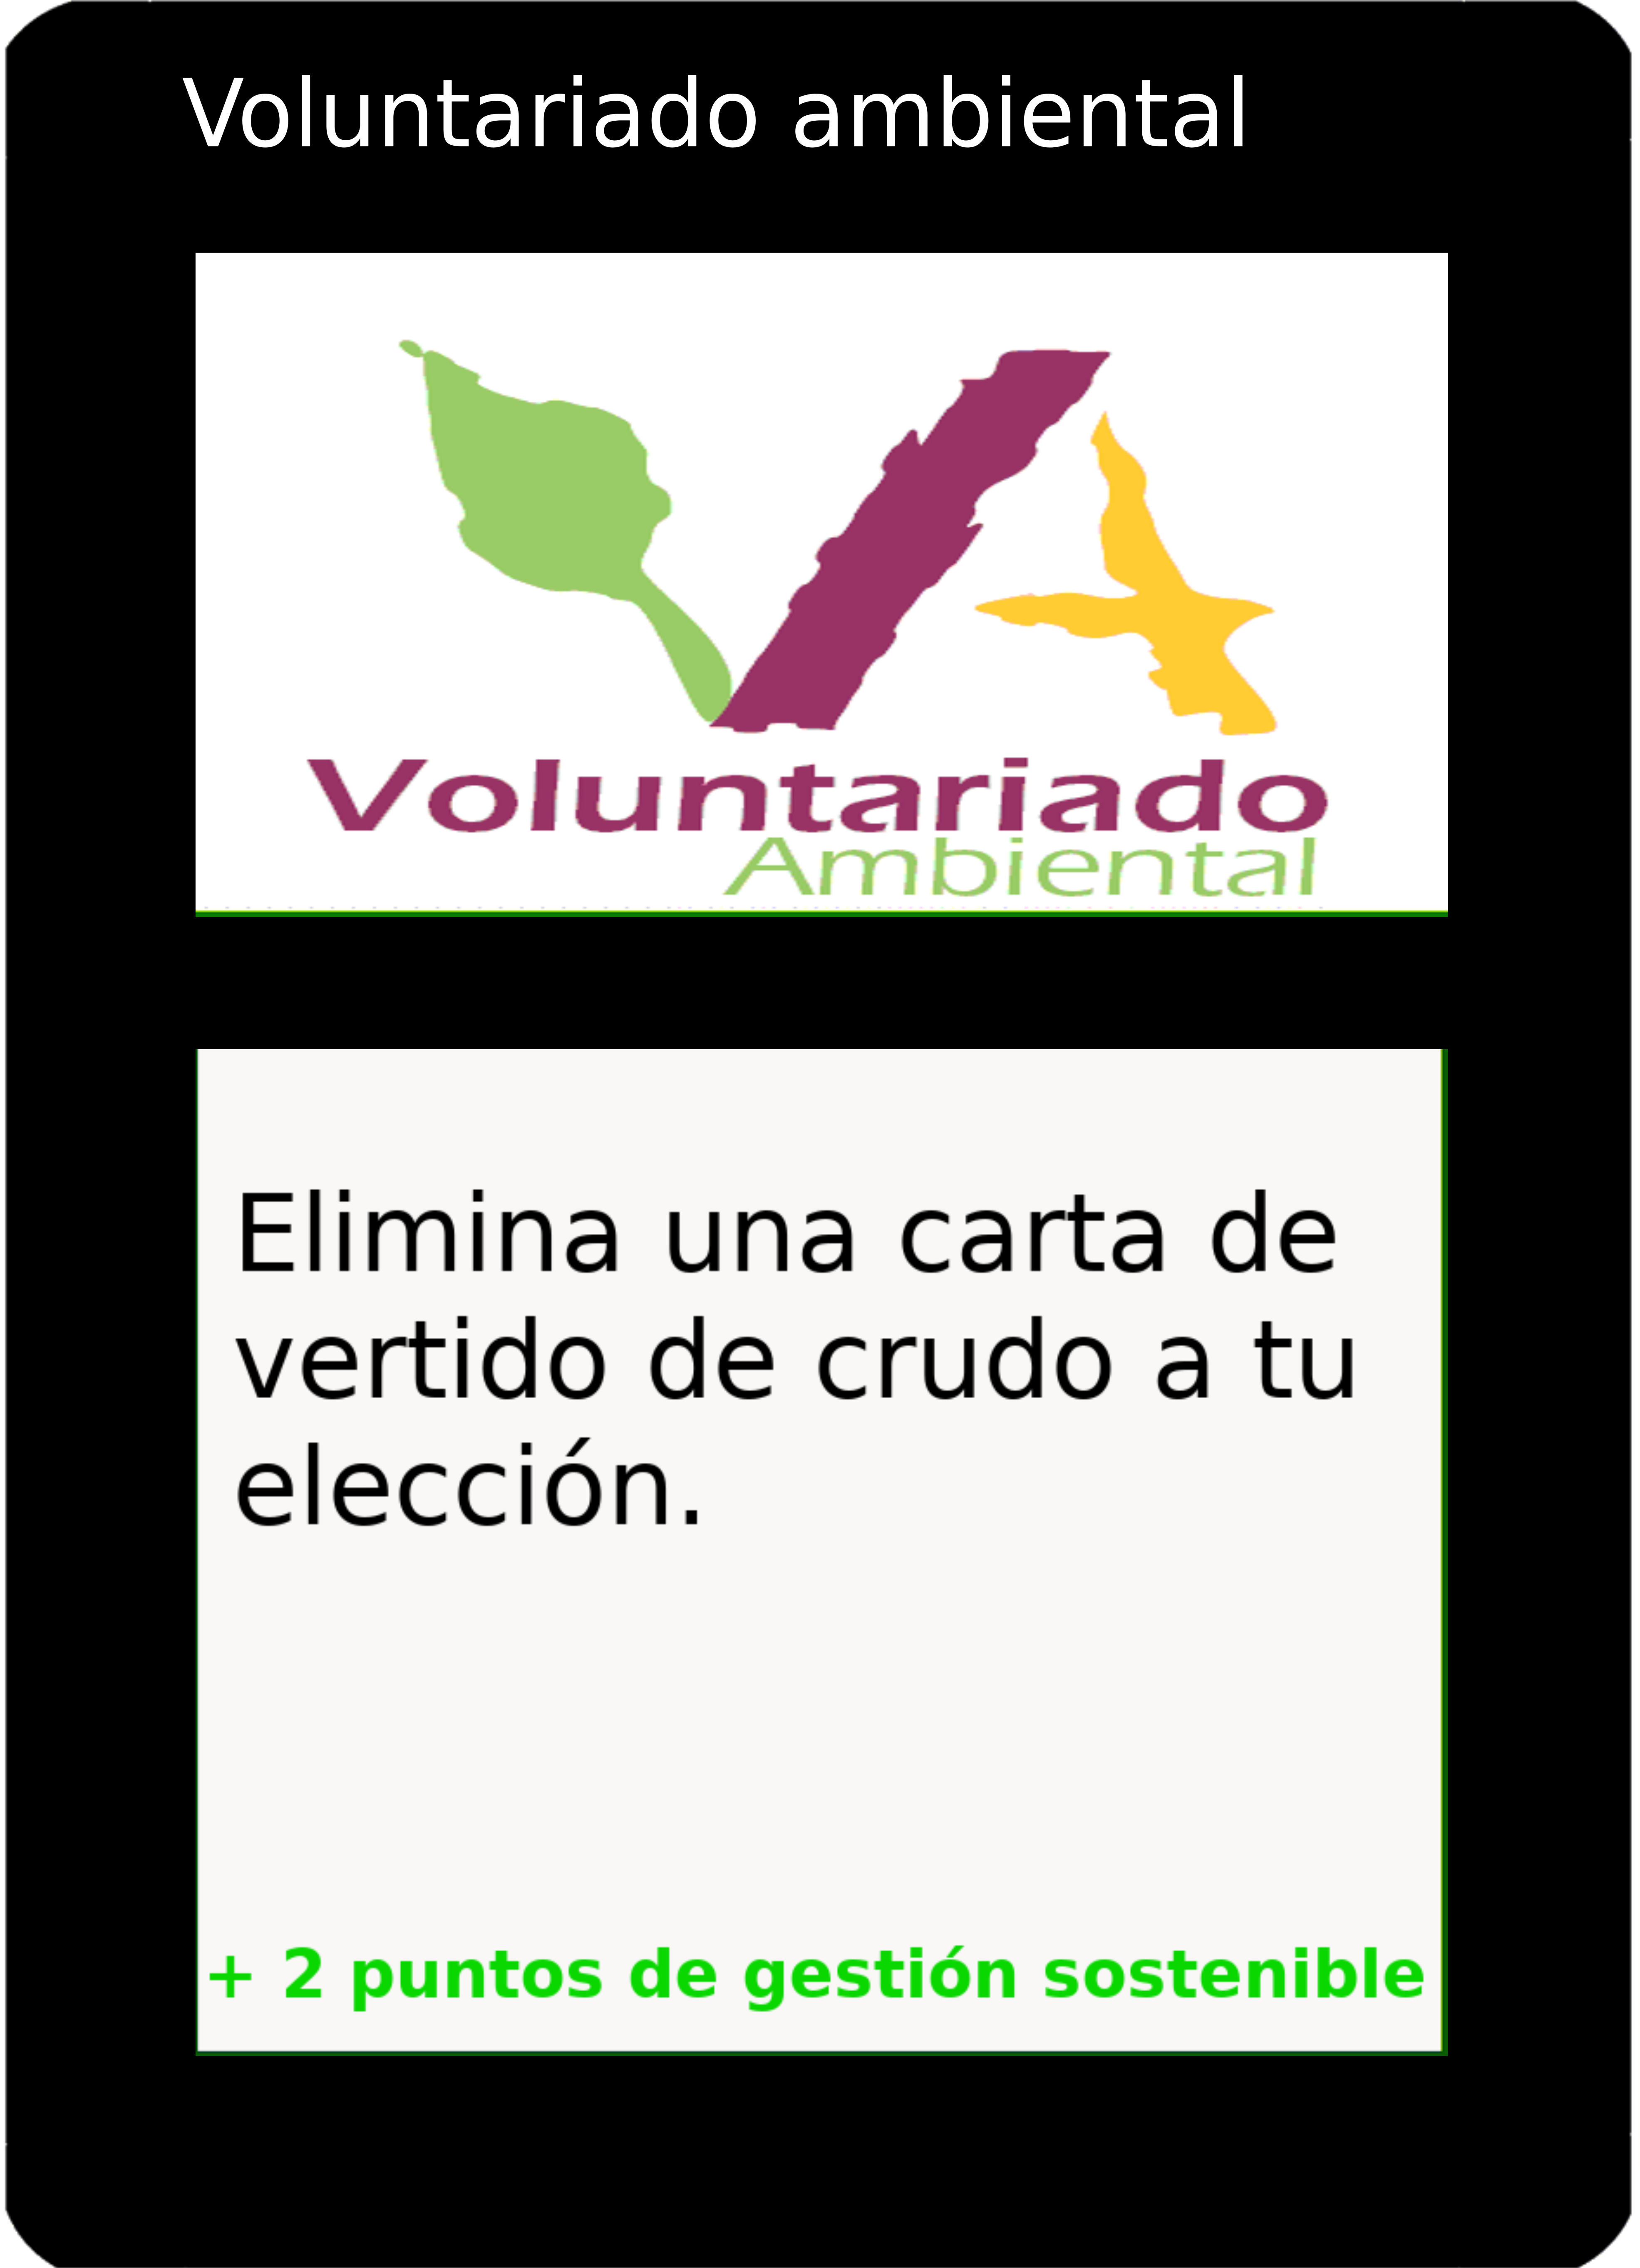 Voluntariado ambiental
Voluntariado
Ambiental
Elimina una carta de
vertido de crudo a tu
elección.
+ 2 puntos de gestión sostenible